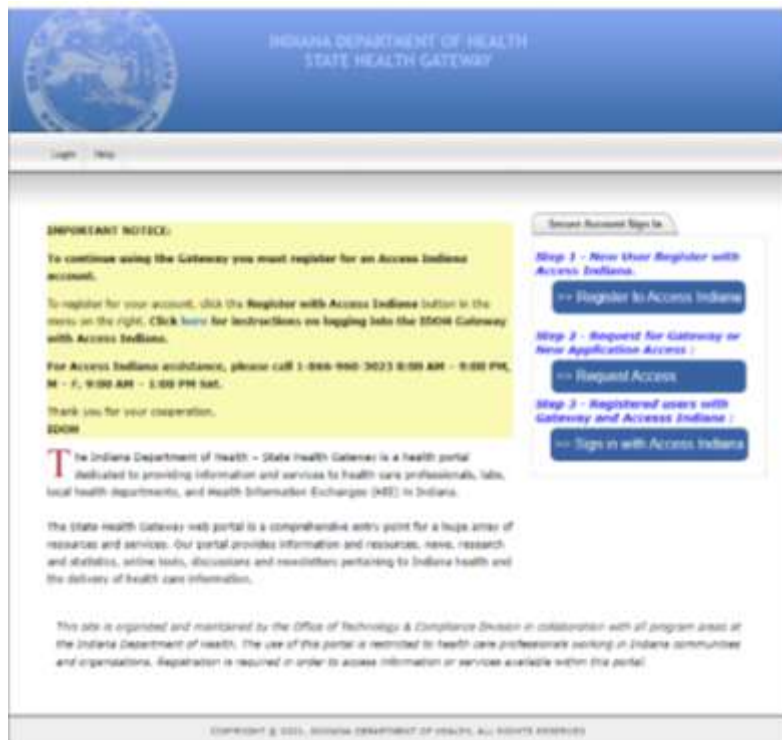 INDIANA DEPARTMENT OF HEALTH
STATE HEALTH GATEWAY
Login Help
IMPORTANT NOTICE:
To continue using the Gateway you must register for an Access Indiana
account.
To register for your account, click the Register with Access Indiana button in the
menu on the right. Click here for instructions on logging into the IDOH Gateway
with Access Indiana.
For Access Indiana assistance, please call 1-866-960-3023 8:00 AM - 9:00 PM,
M - F, 9:00 AM - 1:00 PM Sat.
Thank you for your cooperation.
IDOH
The Indiana Department of Health – State Health Gateway is a health portal
dedicated to providing information and services to health care professionals, labs,
local health departments, and Health Information Exchanges (HIE) in Indiana.
The State Health Gateway web portal is a comprehensive entry point for a huge array of
resources and services. Our portal provides information and resources, news, research
and statistics, online tools, discussions and newsletters pertaining to Indiana health and
the delivery of health care information.
Secure Account Sign In
Step 1 - New User Register with
Access Indiana.
>> Register to Access Indiana
Step 2 - Request for Gateway or
New Application Access :
>> Request Access
Step 3 - Registered users with
Gateway and Accesss Indiane :
>> Sign in with Access Indiana
This site is organized and maintained by the Office of Technology & Compliance Division in collaboration with all program areas at
the Indiana Department of Health. The use of this portal is restricted to health care professionals working in Indiana communities
and organizations. Registration is required in order to access information or services available within this portal.
COPYRIGHT @ 2021, INDIANA DEPARTMENT OF HEALTH, ALL RIGHTS RESERVED